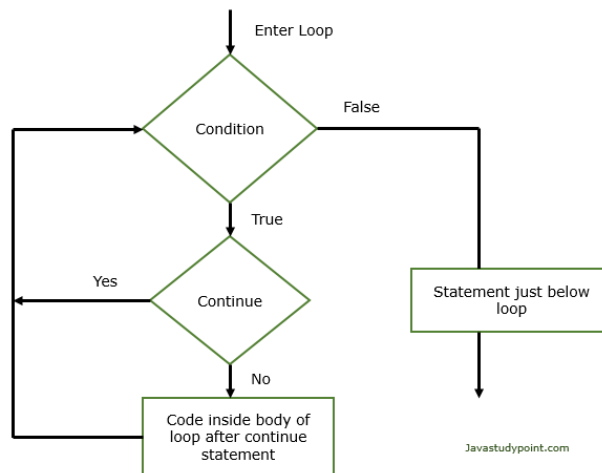 Enter Loop
Condition
False
True
Yes
Continue
Statement just below
loop
No
Code inside body of
loop after continue
statement
Javastudypoint.com